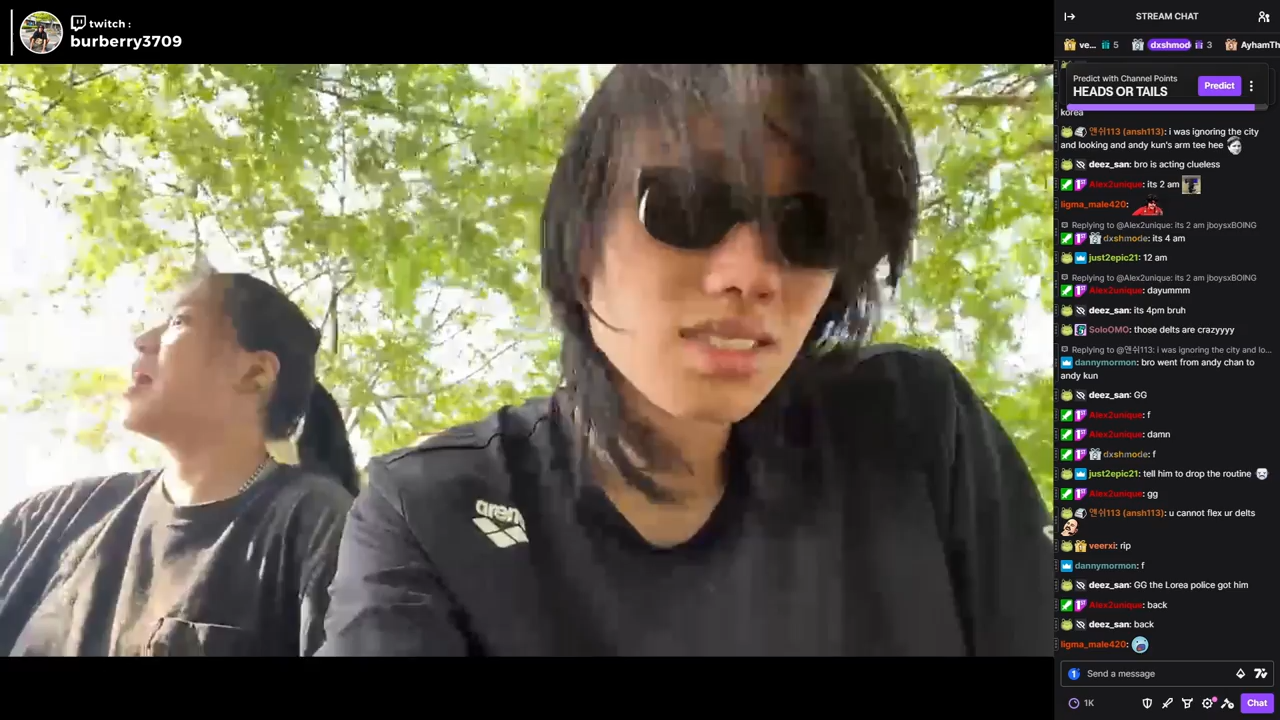 twitch :
burberry3709
aren
STREAM CHAT
ve... 5 dxshmod 3 AyhamTh
Predict with Channel Points
HEADS OR TAILS
Predict
korea
맨쉬113 (ansh113): i was ignoring the city
and looking and andy kun's arm tee hee
deez_san: bro is acting clueless
Alex2unique: its 2 am
ligma_male420:
Replying to @Alex2unique: its 2 am jboysxBOING
dxshmode: its 4 am
just2epic21: 12 am
Replying to @Alex2unique: its 2 am jboysxBOING
Alex2unique: dayummm
deez_san: its 4pm bruh
SoloOMO: those delts are crazyyyy
Replying to @맨쉬113: i was ignoring the city and lo...
dannymormon: bro went from andy chan to
andy kun
deez_san: GG
Alex2unique: f
Alex2unique: damn
dxshmode: f
just2epic21: tell him to drop the routine
Alex2unique: gg
맨쉬113 (ansh113): u cannot flex ur delts
veerxi: rip
dannymormon: f
deez_san: GG the Lorea police got him
Alex2unique: back
deez_san: back
ligma_male420:
Send a message
1K
Chat